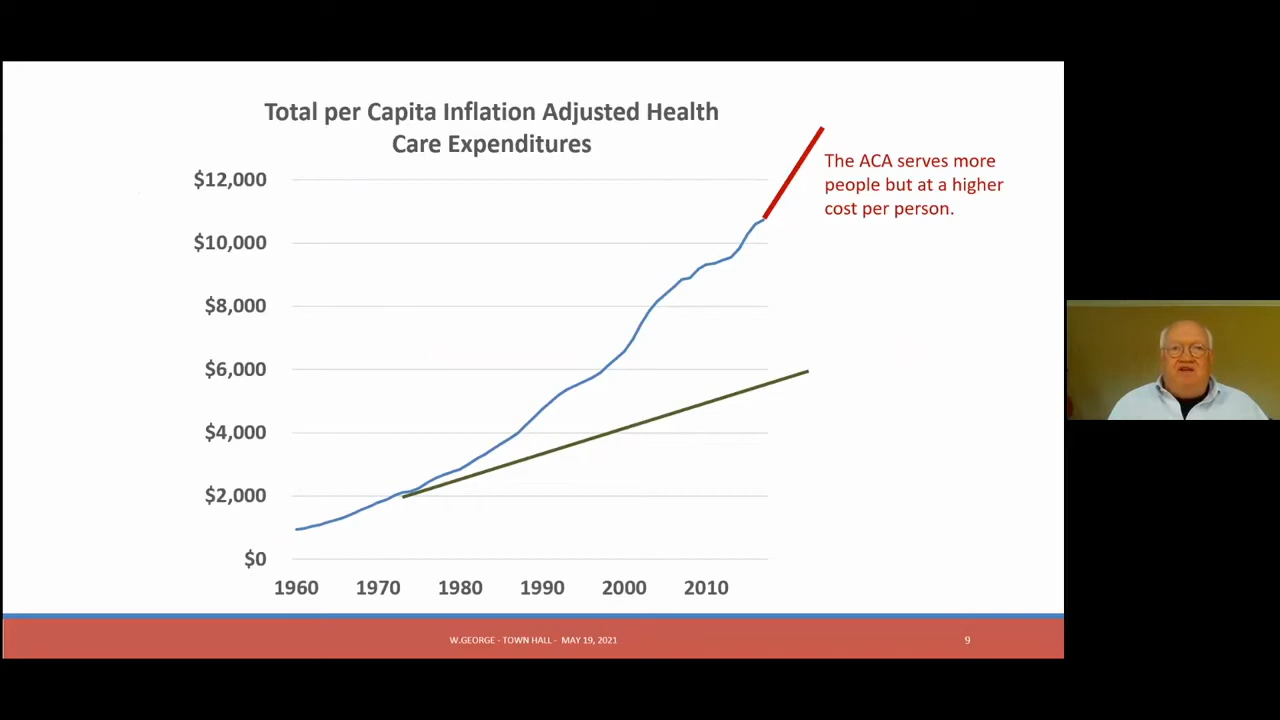 Total per Capita Inflation Adjusted Health
Care Expenditures
$12,000
$10,000
$8,000
$6,000
$4,000
$2,000
$0
1960 1970 1980 1990 2000 2010
The ACA serves more
people but at a higher
cost per person.
W.GEORGE - TOWN HALL - MAY 19, 2021
9